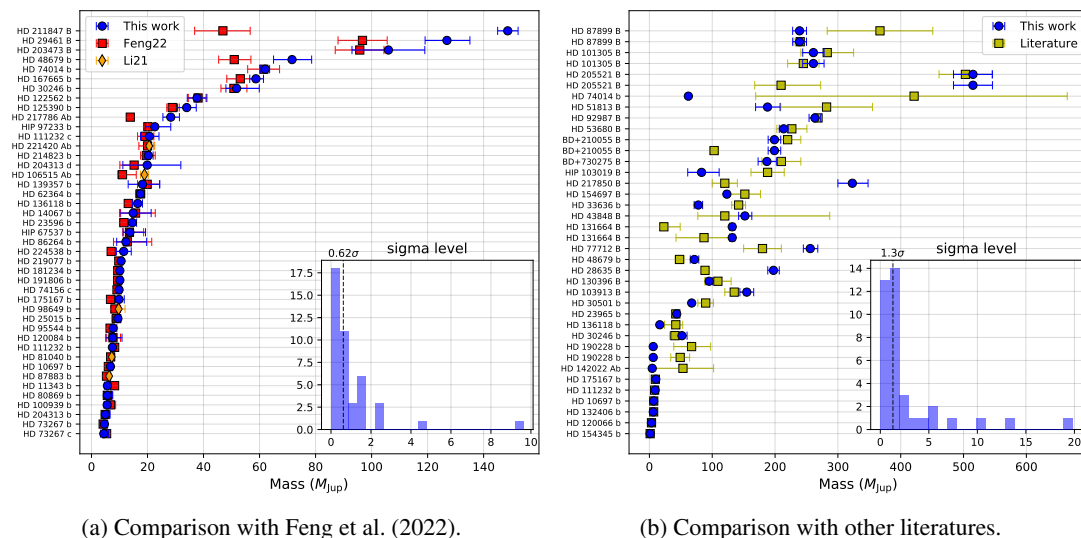 This work
Feng22
Li21
HD 211847 B
HD 29461 B
HD 203473 B
HD 48679 b
HD 74014 b
HD 167665 b
HD 30246 b
HD 122562 b
HD 125390 b
HD 217786 Ab
HIP 97233 b
HD 111232 c
HD 221420 Ab
HD 214823 b
HD 204313 d
HD 106515 Ab
HD 139357 b
HD 62364 b
HD 136118 b
HD 14067 b
HD 23596 b
HIP 67537 b
HD 86264 b
HD 224538 b
HD 219077 b
HD 181234 b
HD 191806 b
HD 74156 c
HD 175167 b
HD 98649 b
HD 25015 b
HD 95544 b
HD 120084 b
HD 111232 b
HD 81040 b
HD 10697 b
HD 87883 b
HD 11343 b
HD 80869 b
HD 100939 b
HD 204313 b
HD 73267 b
HD 73267 c
0 20 40 60 80 100 120 140
Mass (M_Jup)
sigma level
0.62σ
17.5
15.0
12.5
10.0
7.5
5.0
2.5
0.0
0 2 4 6 8 10
(a) Comparison with Feng et al. (2022).
This work
Literature
HD 87899 B
HD 87899 B
HD 101305 B
HD 101305 B
HD 205521 B
HD 205521 B
HD 74014 b
HD 51813 B
HD 92987 B
HD 53680 B
BD+210055 B
BD+210055 B
BD+730275 B
HIP 103019 B
HD 217850 B
HD 154697 B
HD 33636 B
HD 43848 B
HD 131664 B
HD 131664 B
HD 77712 B
HD 48679 B
HD 28635 B
HD 130396 B
HD 103913 B
HD 30501 B
HD 23965 b
HD 136118 b
HD 30246 b
HD 190228 b
HD 190228 b
HD 142022 Ab
HD 175167 b
HD 111232 b
HD 10697 b
HD 132406 b
HD 120066 b
HD 154345 b
0 100 200 300 400 500 600
Mass (M_Jup)
sigma level
1.3σ
14
12
10
8
6
4
2
0
0 5 10 15 20
(b) Comparison with other literatures.